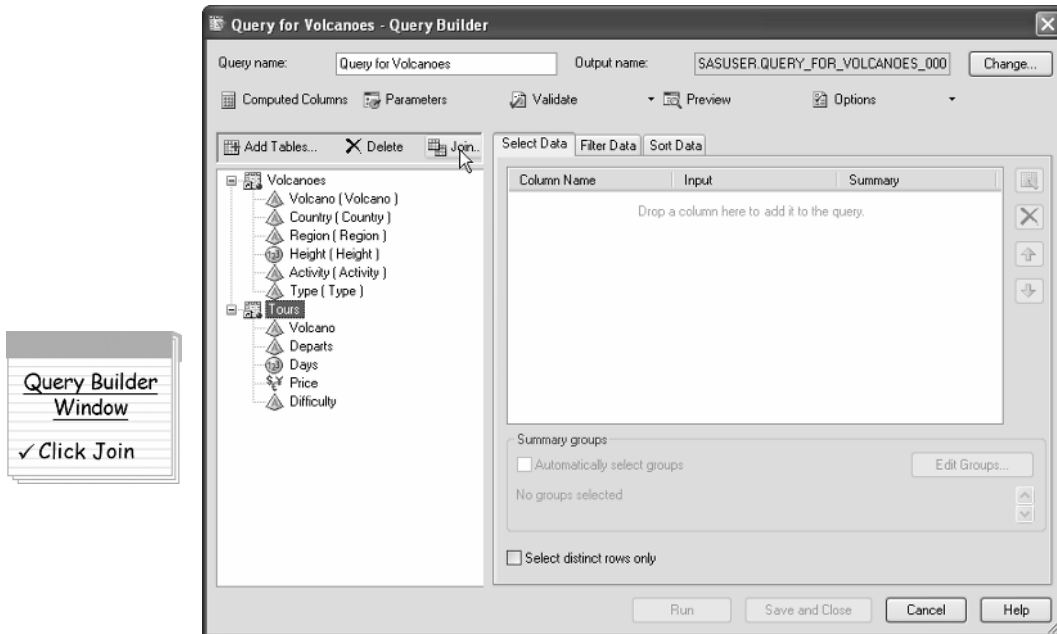 Query for Volcanoes - Query Builder
Query name: Query for Volcanoes Output name: SASUSER.QUERY_FOR_VOLCANOES_000 Change...
Computed Columns Parameters Validate Preview Options
Add Tables... Delete Join..
Select Data Filter Data Sort Data
Volcanoes
Volcano ( Volcano )
Country ( Country )
Region ( Region )
Height ( Height )
Activity ( Activity )
Type ( Type )
Tours
Volcano
Departs
Days
Price
Difficulty
Column Name Input Summary
Drop a column here to add it to the query.
Summary groups
Automatically select groups Edit Groups...
No groups selected
Select distinct rows only
Run Save and Close Cancel Help
Query Builder
Window
✓ Click Join